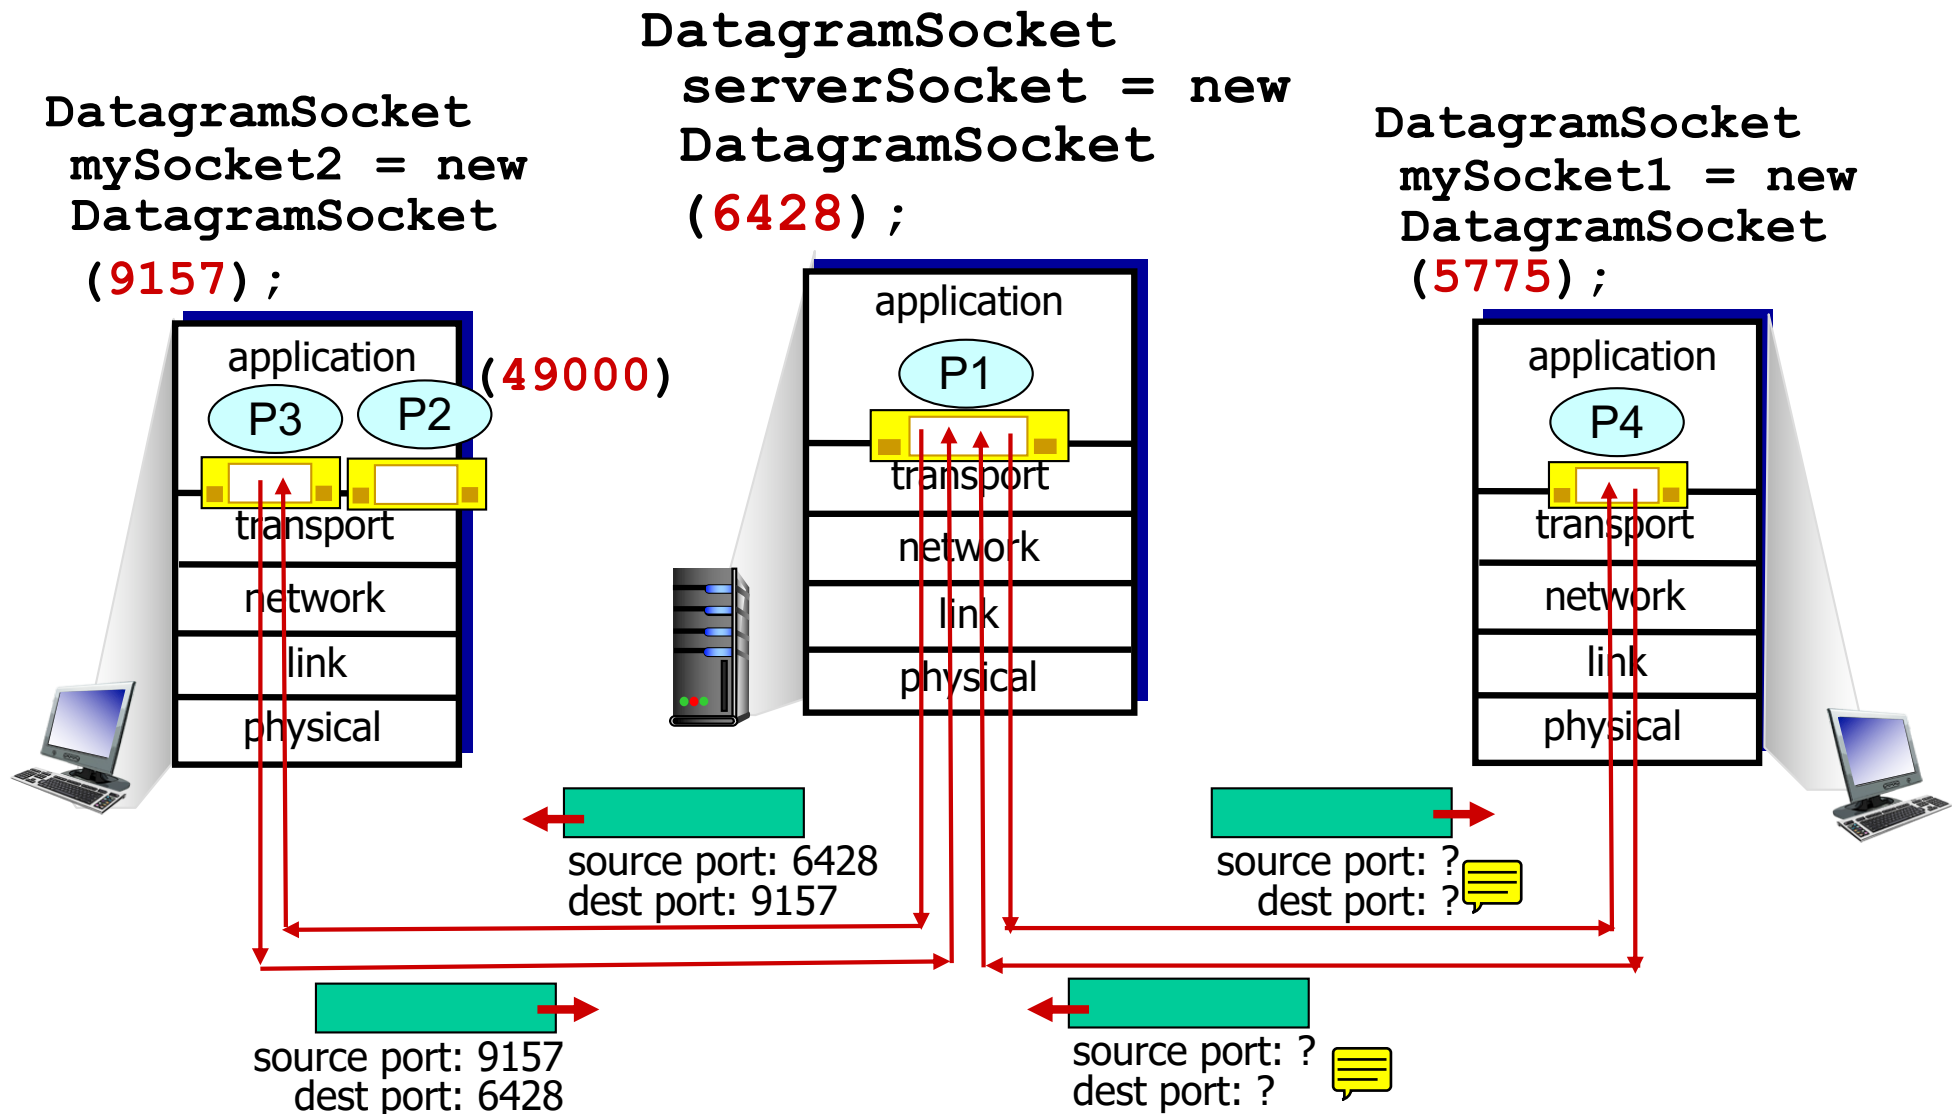 DatagramSocket
mySocket2 = new
DatagramSocket
(9157);
DatagramSocket
serverSocket = new
DatagramSocket
(6428);
DatagramSocket
mySocket1 = new
DatagramSocket
(5775);
application
(49000)
P3
P2
transport
network
link
physical
application
P1
transport
network
link
physical
application
P4
transport
network
link
physical
source port: 6428
dest port: 9157
source port: ?
dest port: ?
source port: 9157
dest port: 6428
source port: ?
dest port: ?